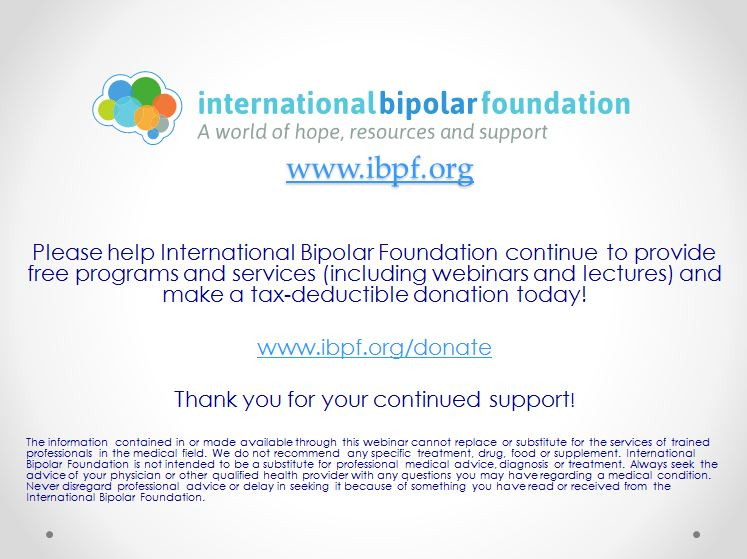 internationalbipolarfoundation
A world of hope, resources and support
www.ibpf.org
Please help International Bipolar Foundation continue to provide
free programs and services (including webinars and lectures) and
make a tax-deductible donation today!
www.ibpf.org/donate
Thank you for your continued support!
The information contained in or made available through this webinar cannot replace or substitute for the services of trained
professionals in the medical field. We do not recommend any specific treatment, drug, food or supplement. International
Bipolar Foundation is not intended to be a substitute for professional medical advice, diagnosis or treatment. Always seek the
advice of your physician or other qualified health provider with any questions you may have regarding a medical condition.
Never disregard professional advice or delay in seeking it because of something you have read or received from the
International Bipolar Foundation.